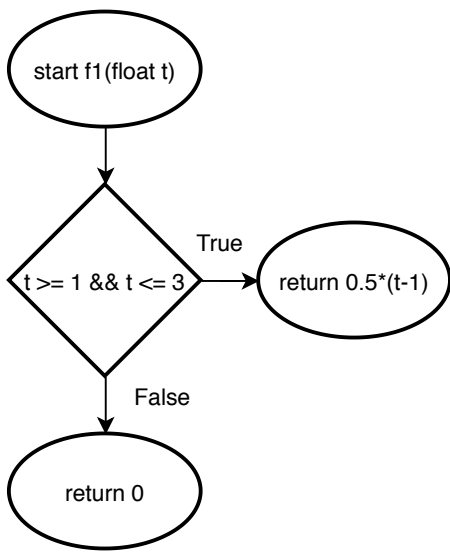 start f1(float t)
t >= 1 && t <= 3
True
return 0.5*(t-1)
False
return 0